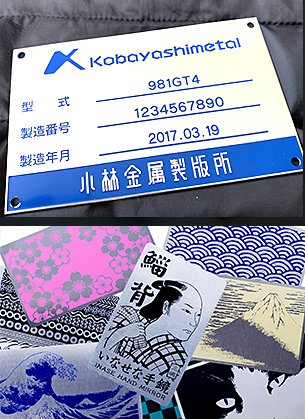 Kobayashimetal
型 式 981GT4
製造番号 1234567890
製造年月 2017.03.19
小林金属製版所
鯔背
いなせな手鏡
INASE HAND MIRROR